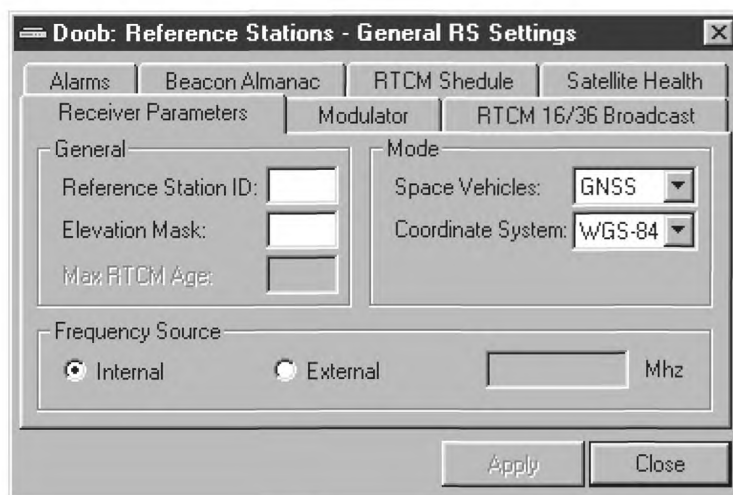 Doob: Reference Stations - General RS Settings
Alarms
Beacon Almanac
RTCM Shedule
Satellite Health
Receiver Parameters
Modulator
RTCM 16/36 Broadcast
General
Reference Station ID:
Elevation Mask:
Max RTCM Age:
Mode
Space Vehicles: GNSS
Coordinate System: WGS-84
Frequency Source
Internal
External
Mhz
Apply
Close